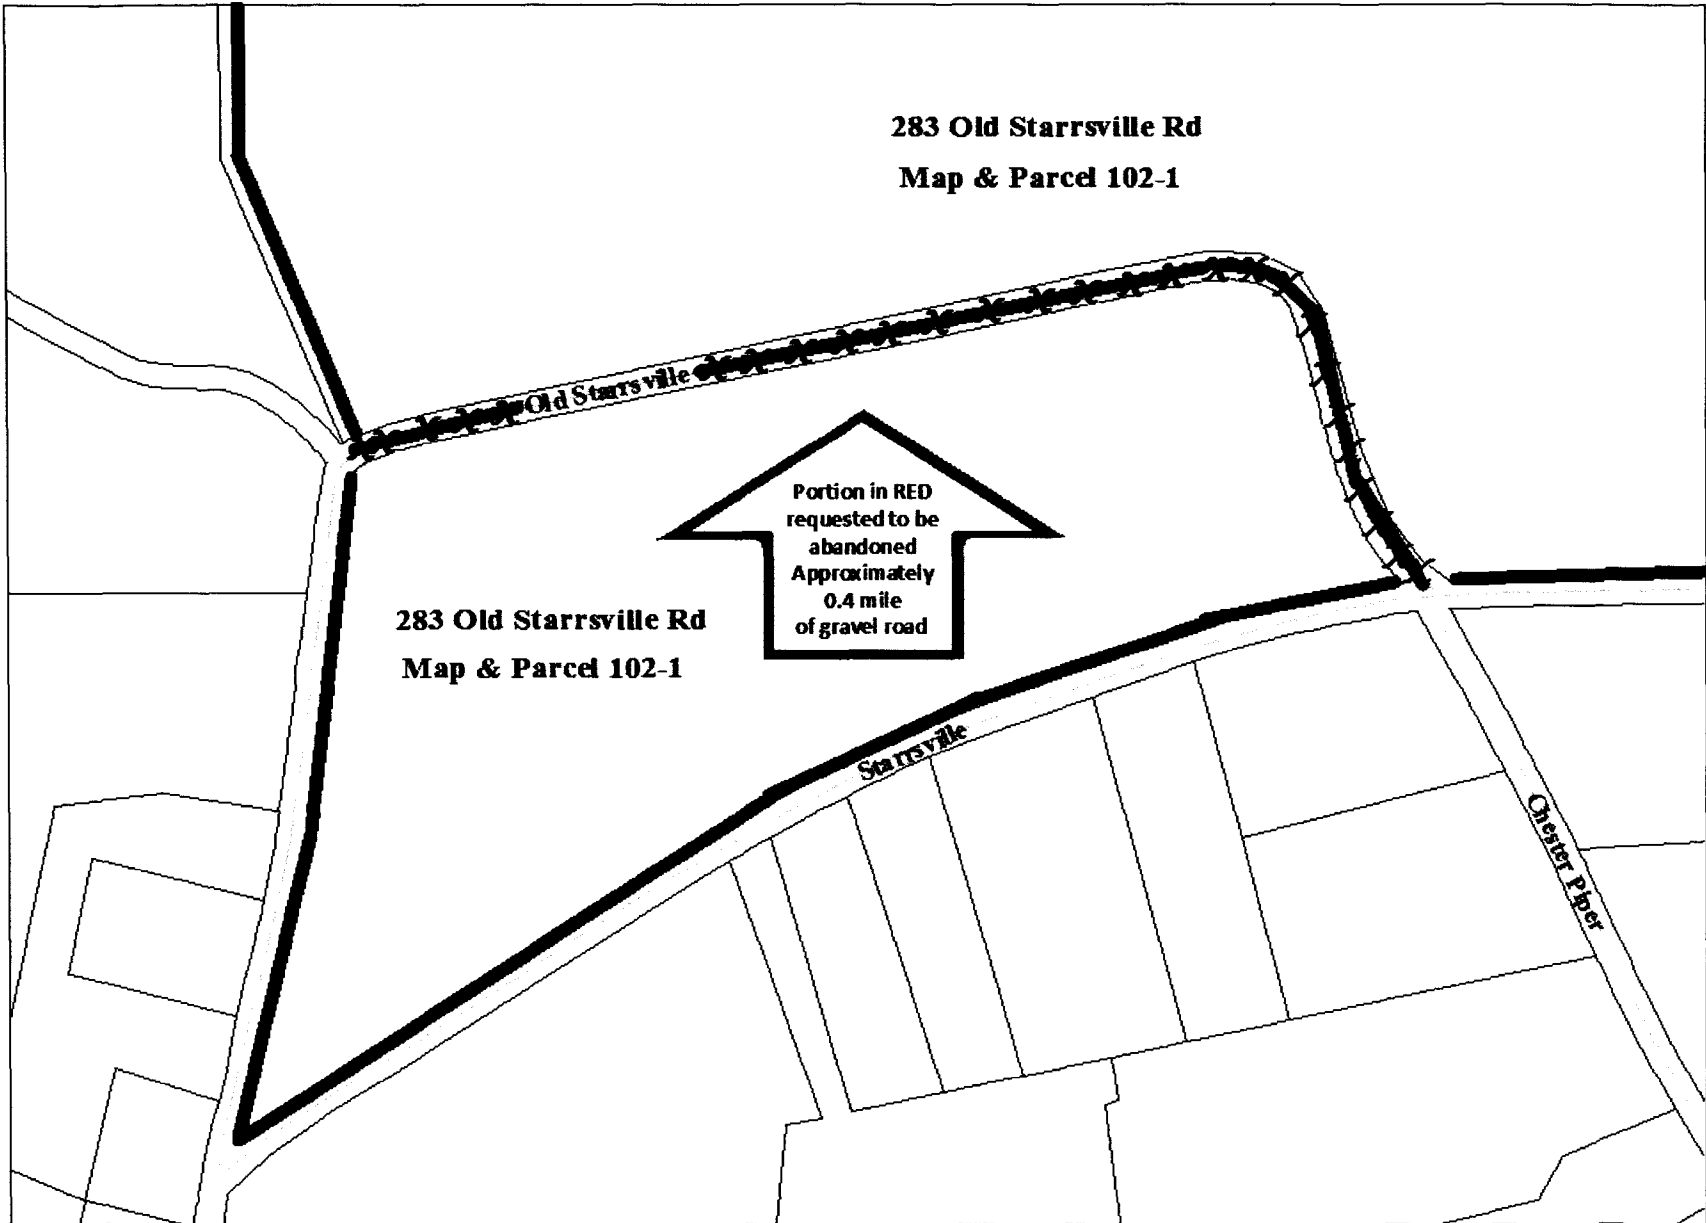 283 Old Starrsville Rd
Map & Parcel 102-1
Old Starrsville
Portion in RED
requested to be
abandoned
Approximately
0.4 mile
of gravel road
283 Old Starrsville Rd
Map & Parcel 102-1
Starrsville
Chester Piper